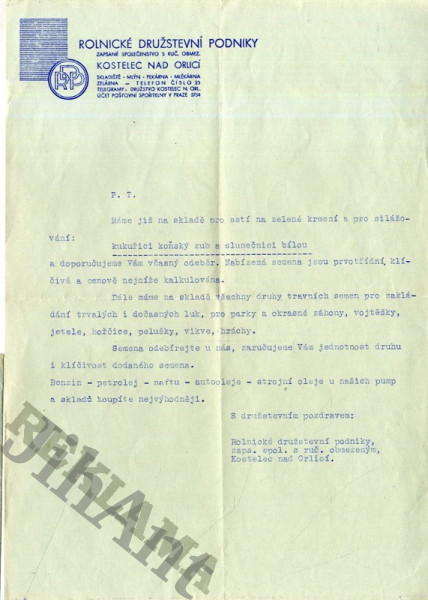 RDP
ROLNICKÉ DRUŽSTEVNÍ PODNIKY
ZAPSANÉ SPOLEČENSTVO S RUČ. OBMEZ.
KOSTELEC NAD ORLICÍ
SKLADIŠTĚ - MLÝN - PEKÁRNA - MLÉKÁRNA
ZELÁRNA — TELEFON ČÍSLO 23
TELEGRAMY: DRUŽSTVO KOSTELEC N. ORL.
ÚČET POŠTOVNÍ SPOŘITELNY V PRAZE 5754
P. T.
Máme již na skladě pro setí na zelené krmení a pro silážo-
vání:
kukuřici koňský zub a slunečnici bílou
a doporučujeme Vám včasný odběr. Nabízená semena jsou prvotřídní, klí-
čivá a cenově nejníže kalkulována.
Dále máme na skladě všechny druhy travních semen pro zaklá-
dání trvalých i dočasných luk, pro parky a okrasné záhony, vojtěšky,
jetele, hořčice, pelušky, vikve, hrachy.
Semena odebírejte u nás, zaručujeme Vám jednotnost druhu
i klíčivost dodaného semena.
Benzin - petrolej - naftu - autooleje - strojní oleje u našich pump
a skladů koupíte nejvýhodněji.
S družstevním pozdravem:
Rolnické družstevní podniky,
zaps. spol. s ruč. obmezeným,
Kostelec nad Orlicí.
REKLAMA